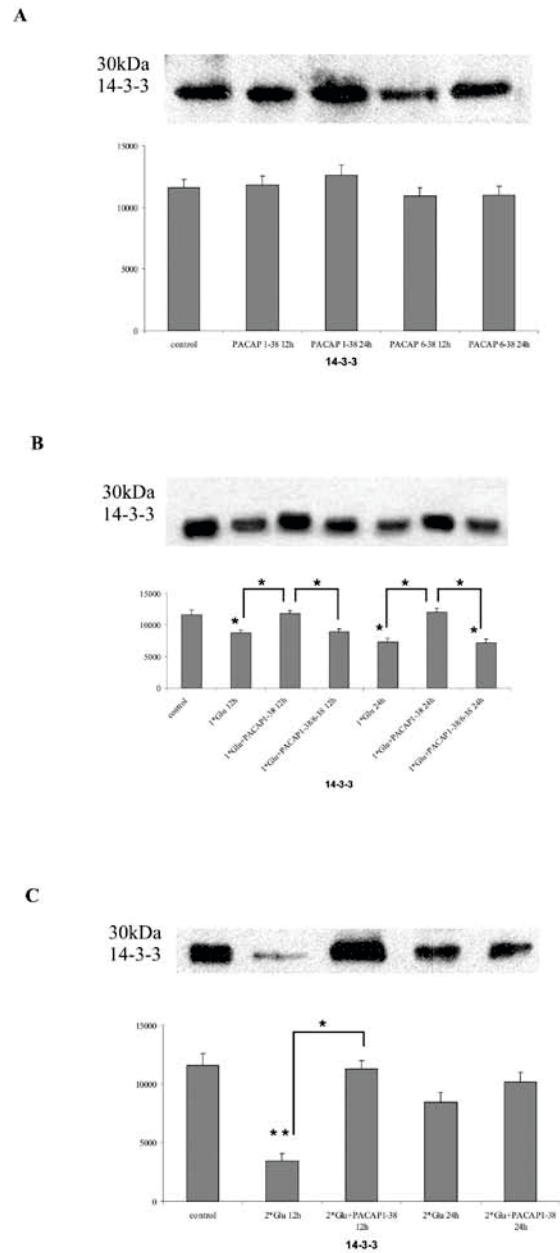 A
30kDa
14-3-3
15000
10000
5000
0
control PACAP 1-38 12h PACAP 1-38 24h PACAP 6-38 12h PACAP 6-38 24h
14-3-3
B
30kDa
14-3-3
15000
10000
5000
0
* * * *
* * *
control 1*Glu 12h 1*Glu+PACAP1-38 12h 1*Glu+PACAP1-38/6-38 12h 1*Glu 24h 1*Glu+PACAP1-38 24h 1*Glu+PACAP1-38/6-38 24h
14-3-3
C
30kDa
14-3-3
15000
10000
5000
0
*
**
control 2*Glu 12h 2*Glu+PACAP1-38 12h 2*Glu 24h 2*Glu+PACAP1-38 24h
14-3-3